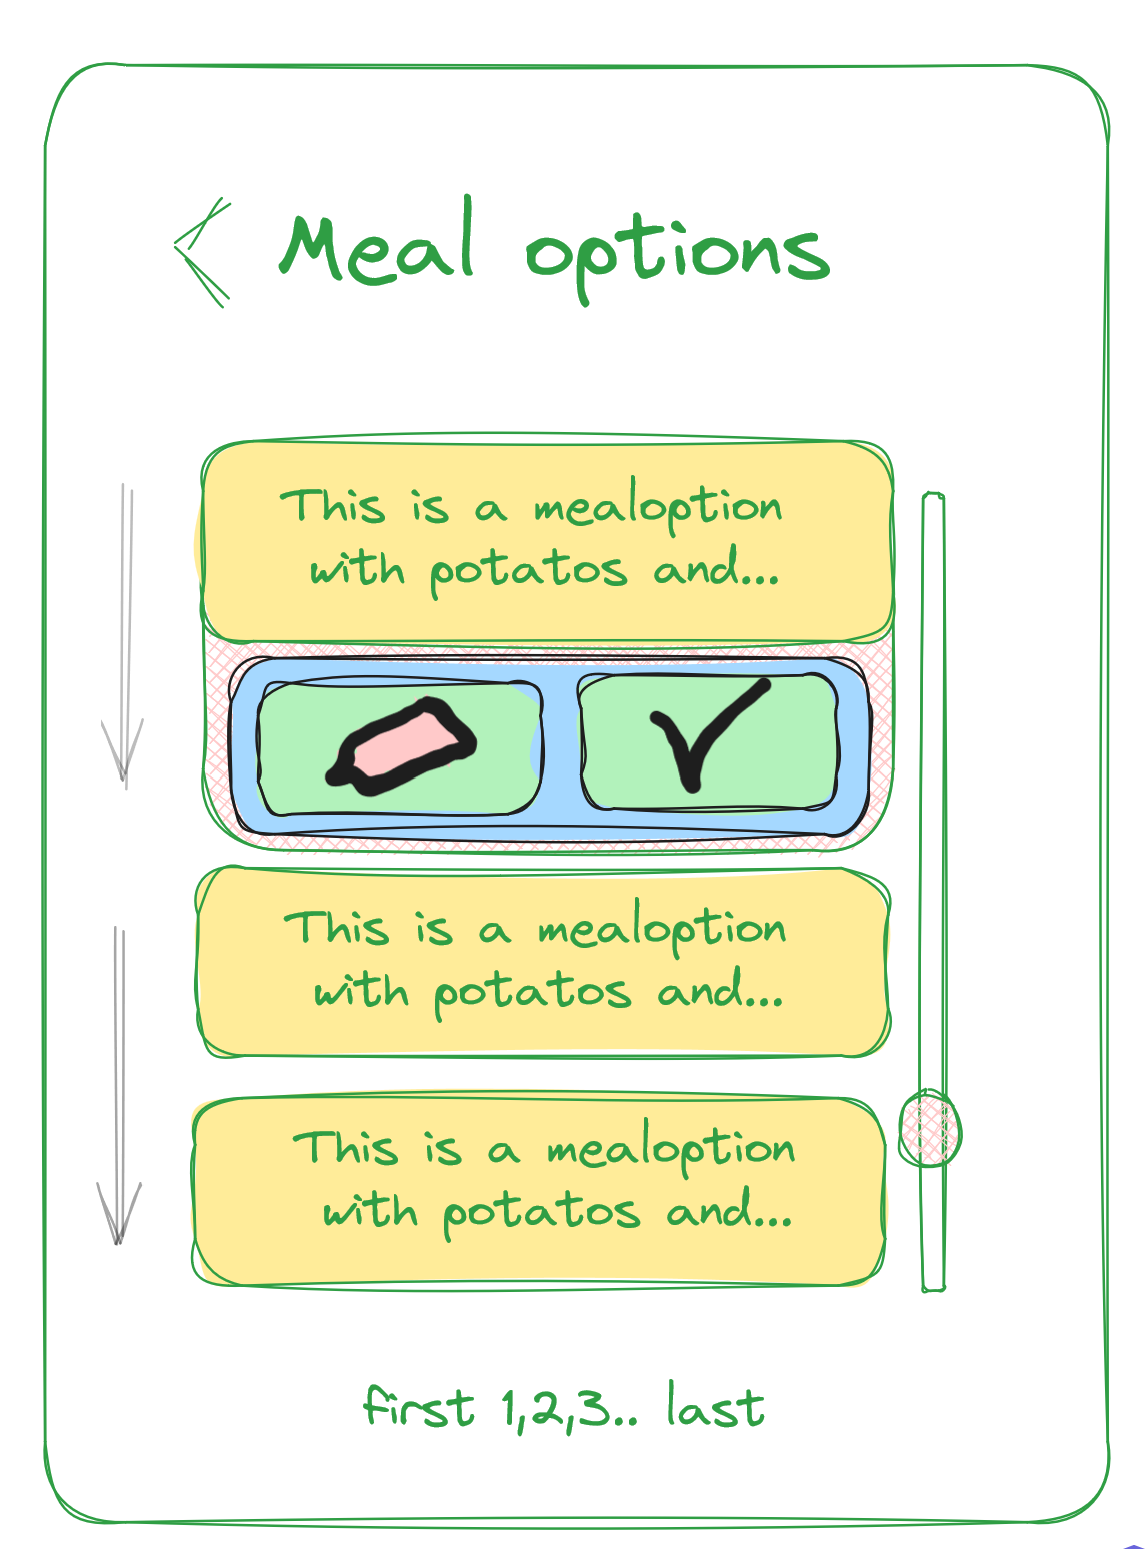 Meal options
This is a mealoption
with potatos and...
This is a mealoption
with potatos and...
This is a mealoption
with potatos and...
first 1,2,3.. last